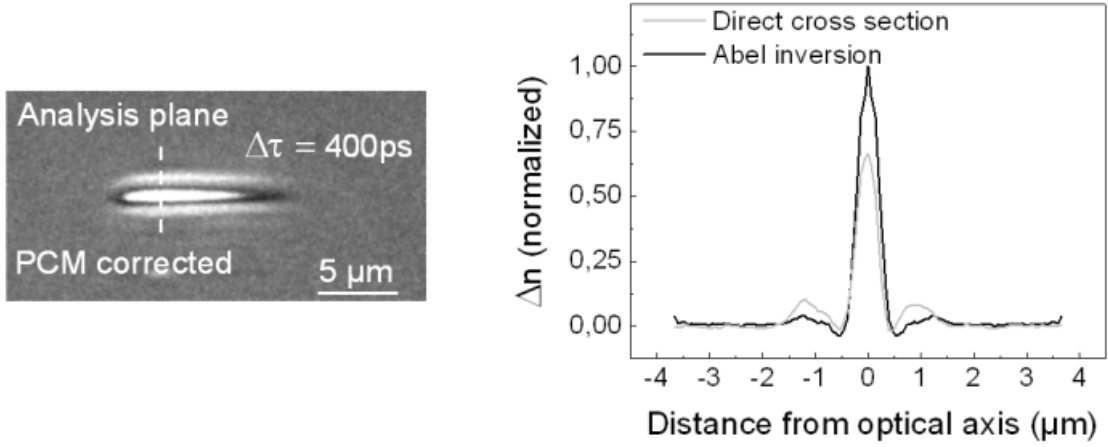 Analysis plane
Δτ = 400ps
PCM corrected
5 µm
Direct cross section
Abel inversion
1,00
0,75
0,50
0,25
0,00
Δn (normalized)
-4 -3 -2 -1 0 1 2 3 4
Distance from optical axis (µm)